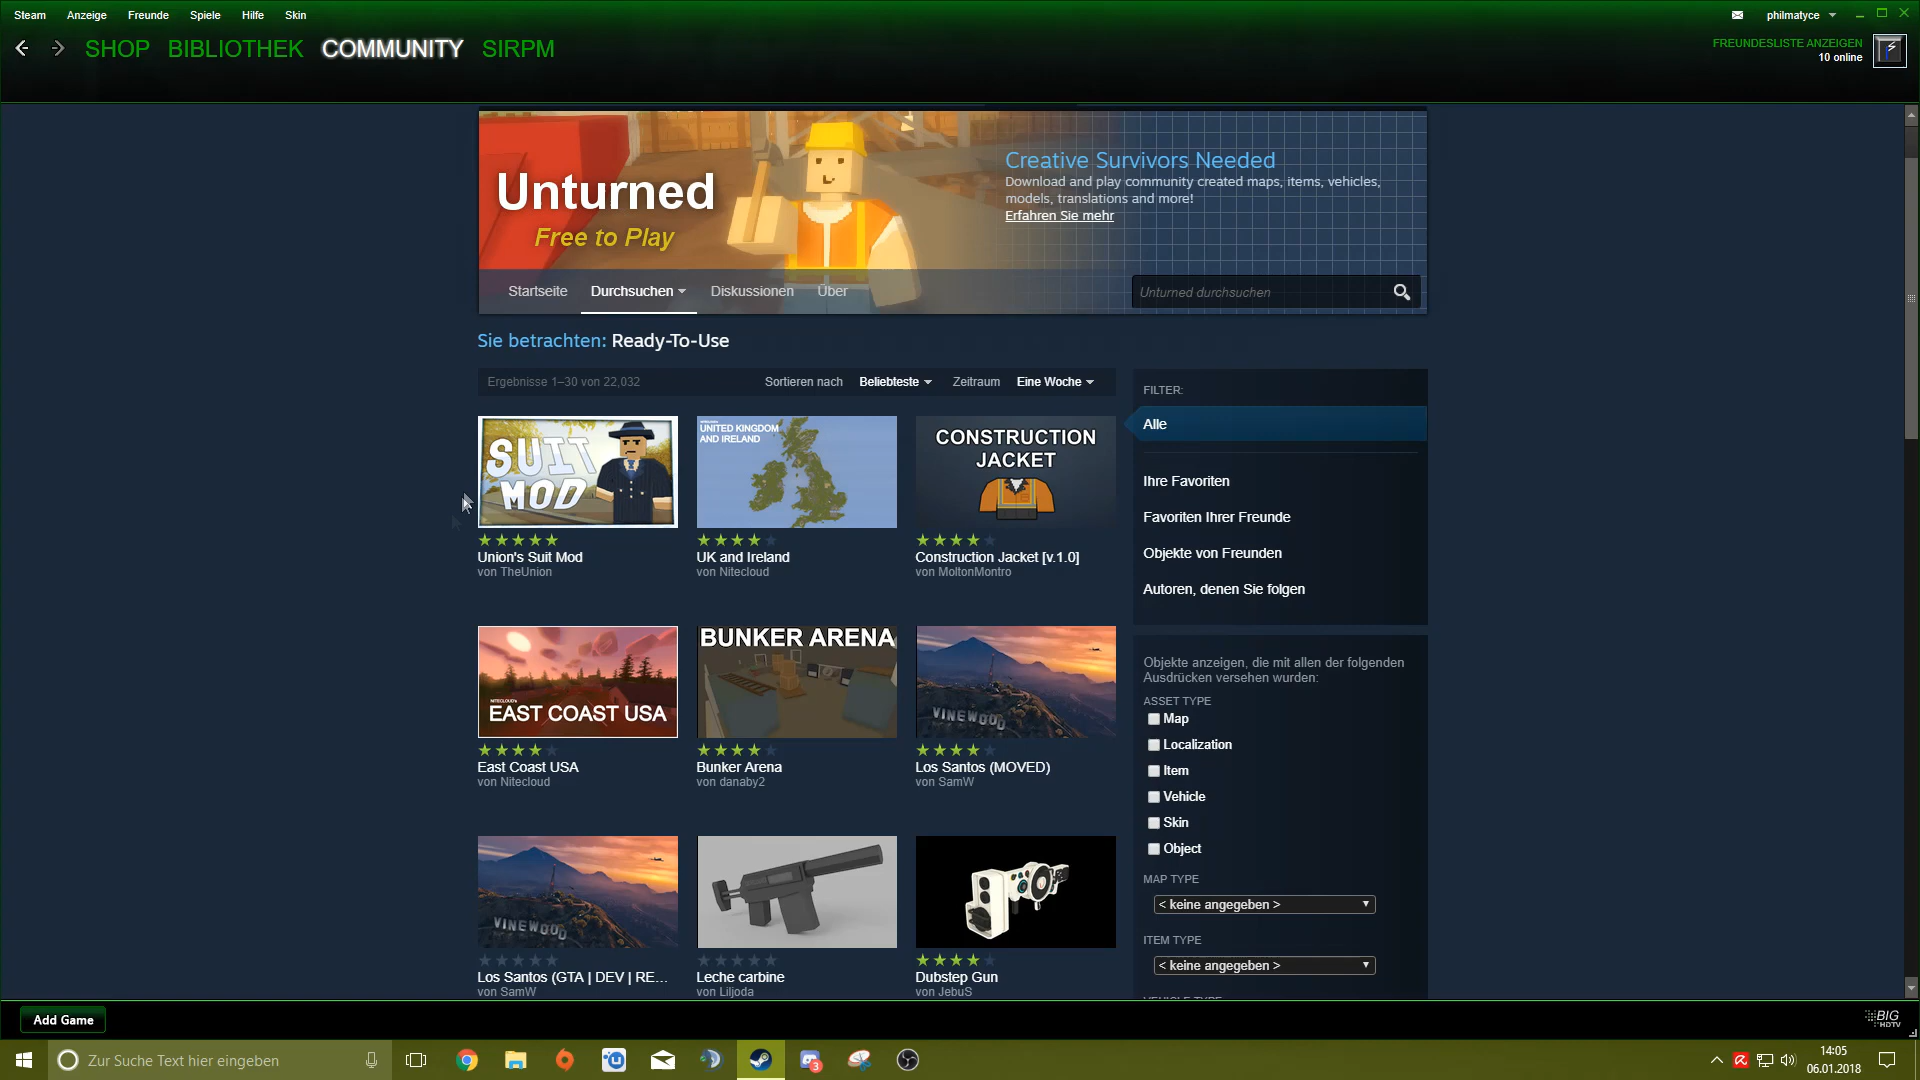 Steam Anzeige Freunde Spiele Hilfe Skin
philmatyce
SHOP BIBLIOTHEK COMMUNITY SIRPM
FREUNDESLISTE ANZEIGEN
10 online
Unturned
Free to Play
Creative Survivors Needed
Download and play community created maps, items, vehicles,
models, translations and more!
Erfahren Sie mehr
Startseite Durchsuchen Diskussionen Über
Unturned durchsuchen
Sie betrachten: Ready-To-Use
Ergebnisse 1–30 von 22,032
Sortieren nach Beliebteste Zeitraum Eine Woche
SUIT
MOD
UNITED KINGDOM
AND IRELAND
CONSTRUCTION
JACKET
Union's Suit Mod
von TheUnion
UK and Ireland
von Nitecloud
Construction Jacket [v.1.0]
von MoltonMontro
NITECLOUD's
EAST COAST USA
BUNKER ARENA
VINEWOOD
East Coast USA
von Nitecloud
Bunker Arena
von danaby2
Los Santos (MOVED)
von SamW
VINEWOOD
Los Santos (GTA | DEV | RE...
von SamW
Leche carbine
von Liljoda
Dubstep Gun
von JebuS
FILTER:
Alle
Ihre Favoriten
Favoriten Ihrer Freunde
Objekte von Freunden
Autoren, denen Sie folgen
Objekte anzeigen, die mit allen der folgenden
Ausdrücken versehen wurden:
ASSET TYPE
Map
Localization
Item
Vehicle
Skin
Object
MAP TYPE
< keine angegeben >
ITEM TYPE
< keine angegeben >
Add Game
BIG
HDTV
Zur Suche Text hier eingeben
3
14:05
06.01.2018